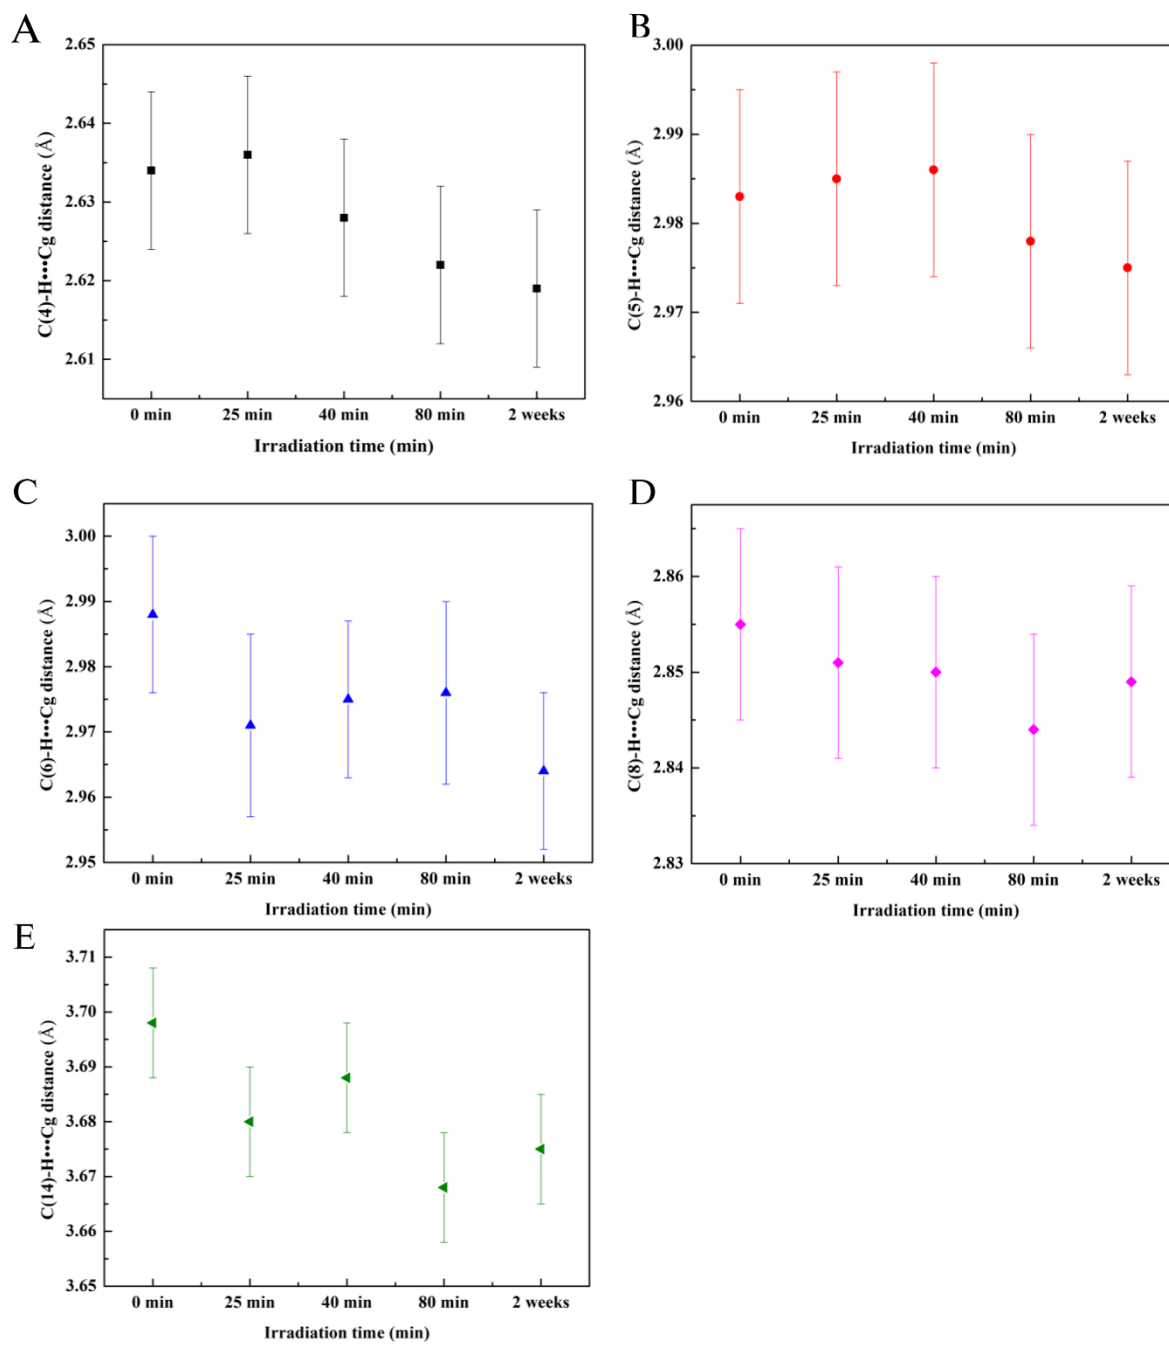 A
C(4)-H•••Cg distance (Å)
2.65
2.64
2.63
2.62
2.61
0 min 25 min 40 min 80 min 2 weeks
Irradiation time (min)
B
C(5)-H•••Cg distance (Å)
3.00
2.99
2.98
2.97
2.96
0 min 25 min 40 min 80 min 2 weeks
Irradiation time (min)
C
C(6)-H•••Cg distance (Å)
3.00
2.99
2.98
2.97
2.96
2.95
0 min 25 min 40 min 80 min 2 weeks
Irradiation time (min)
D
C(8)-H•••Cg distance (Å)
2.86
2.85
2.84
2.83
0 min 25 min 40 min 80 min 2 weeks
Irradiation time (min)
E
C(14)-H•••Cg distance (Å)
3.71
3.70
3.69
3.68
3.67
3.66
3.65
0 min 25 min 40 min 80 min 2 weeks
Irradiation time (min)